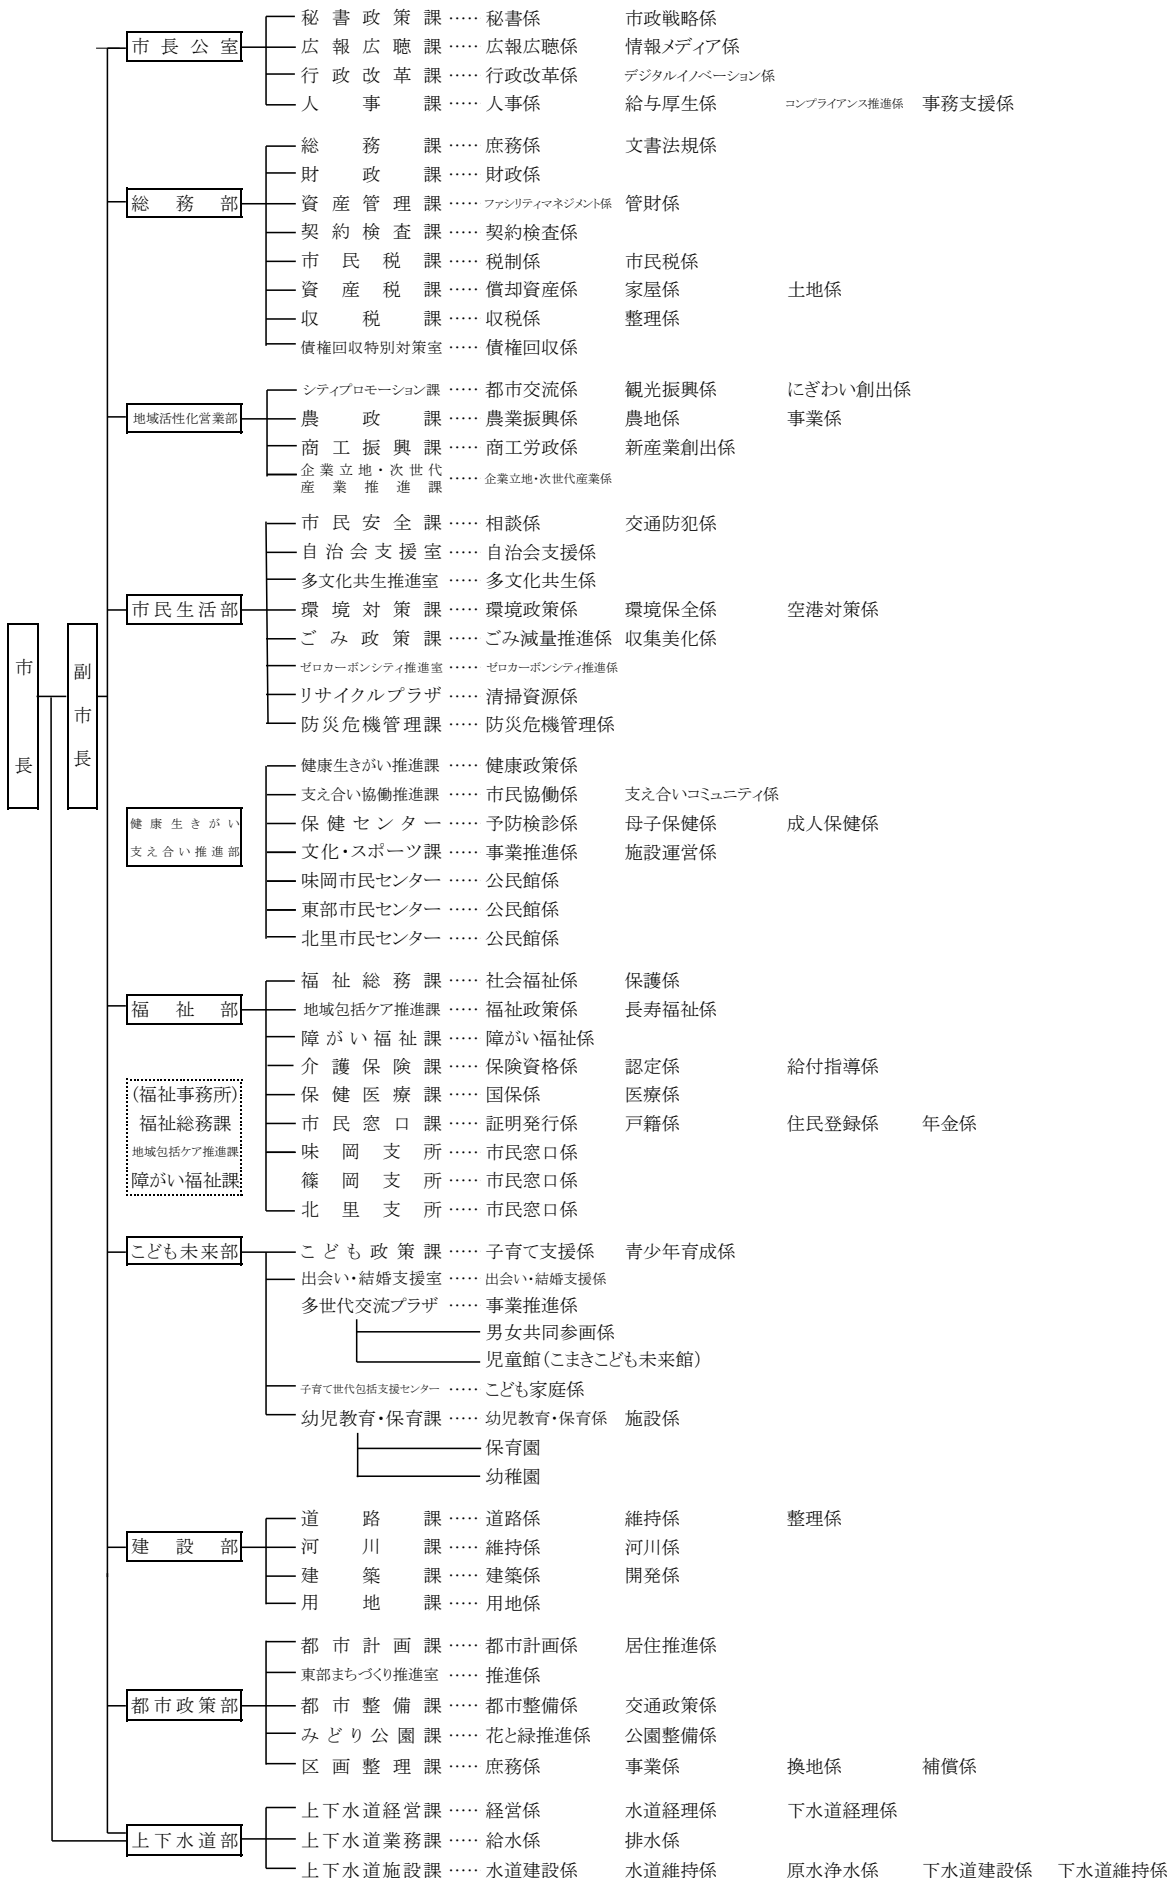 秘書政策課 ····· 秘書係 市政戦略係
市長公室 広報広聴課 ····· 広報広聴係 情報メディア係
行政改革課 ····· 行政改革係 デジタルイノベーション係
人事課 ····· 人事係 給与厚生係 コンプライアンス推進係 事務支援係
総務課 ····· 庶務係 文書法規係
財政課 ····· 財政係
総務部 資産管理課 ····· ファシリティマネジメント係 管財係
契約検査課 ····· 契約検査係
市民税課 ····· 税制係 市民税係
資産税課 ····· 償却資産係 家屋係 土地係
収税課 ····· 収税係 整理係
債権回収特別対策室 ····· 債権回収係
シティプロモーション課 ····· 都市交流係 観光振興係 にぎわい創出係
地域活性化営業部 農政課 ····· 農業振興係 農地係 事業係
商工振興課 ····· 商工労政係 新産業創出係
企業立地・次世代
産業推進課 ····· 企業立地・次世代産業係
市民安全課 ····· 相談係 交通防犯係
自治会支援室 ····· 自治会支援係
多文化共生推進室 ····· 多文化共生係
市民生活部 環境対策課 ····· 環境政策係 環境保全係 空港対策係
ごみ政策課 ····· ごみ減量推進係 収集美化係
ゼロカーボンシティ推進室 ····· ゼロカーボンシティ推進係
市長 副市長 リサイクルプラザ ····· 清掃資源係
防災危機管理課 ····· 防災危機管理係
健康生きがい推進課 ····· 健康政策係
支え合い協働推進課 ····· 市民協働係 支え合いコミュニティ係
健康生きがい 保健センター ····· 予防検診係 母子保健係 成人保健係
支え合い推進部 文化・スポーツ課 ····· 事業推進係 施設運営係
味岡市民センター ····· 公民館係
東部市民センター ····· 公民館係
北里市民センター ····· 公民館係
福祉総務課 ····· 社会福祉係 保護係
福祉部 地域包括ケア推進課 ····· 福祉政策係 長寿福祉係
障がい福祉課 ····· 障がい福祉係
介護保険課 ····· 保険資格係 認定係 給付指導係
(福祉事務所) 保健医療課 ····· 国保係 医療係
福祉総務課 市民窓口課 ····· 証明発行係 戸籍係 住民登録係 年金係
地域包括ケア推進課 味岡支所 ····· 市民窓口係
障がい福祉課 篠岡支所 ····· 市民窓口係
北里支所 ····· 市民窓口係
こども未来部 こども政策課 ····· 子育て支援係 青少年育成係
出会い・結婚支援室 ····· 出会い・結婚支援係
多世代交流プラザ ····· 事業推進係
男女共同参画係
児童館(こまきこども未来館)
子育て世代包括支援センター ····· こども家庭係
幼児教育・保育課 ····· 幼児教育・保育係 施設係
保育園
幼稚園
道路課 ····· 道路係 維持係 整理係
建設部 河川課 ····· 維持係 河川係
建築課 ····· 建築係 開発係
用地課 ····· 用地係
都市計画課 ····· 都市計画係 居住推進係
東部まちづくり推進室 ····· 推進係
都市政策部 都市整備課 ····· 都市整備係 交通政策係
みどり公園課 ····· 花と緑推進係 公園整備係
区画整理課 ····· 庶務係 事業係 換地係 補償係
上下水道経営課 ····· 経営係 水道経理係 下水道経理係
上下水道部 上下水道業務課 ····· 給水係 排水係
上下水道施設課 ····· 水道建設係 水道維持係 原水浄水係 下水道建設係 下水道維持係